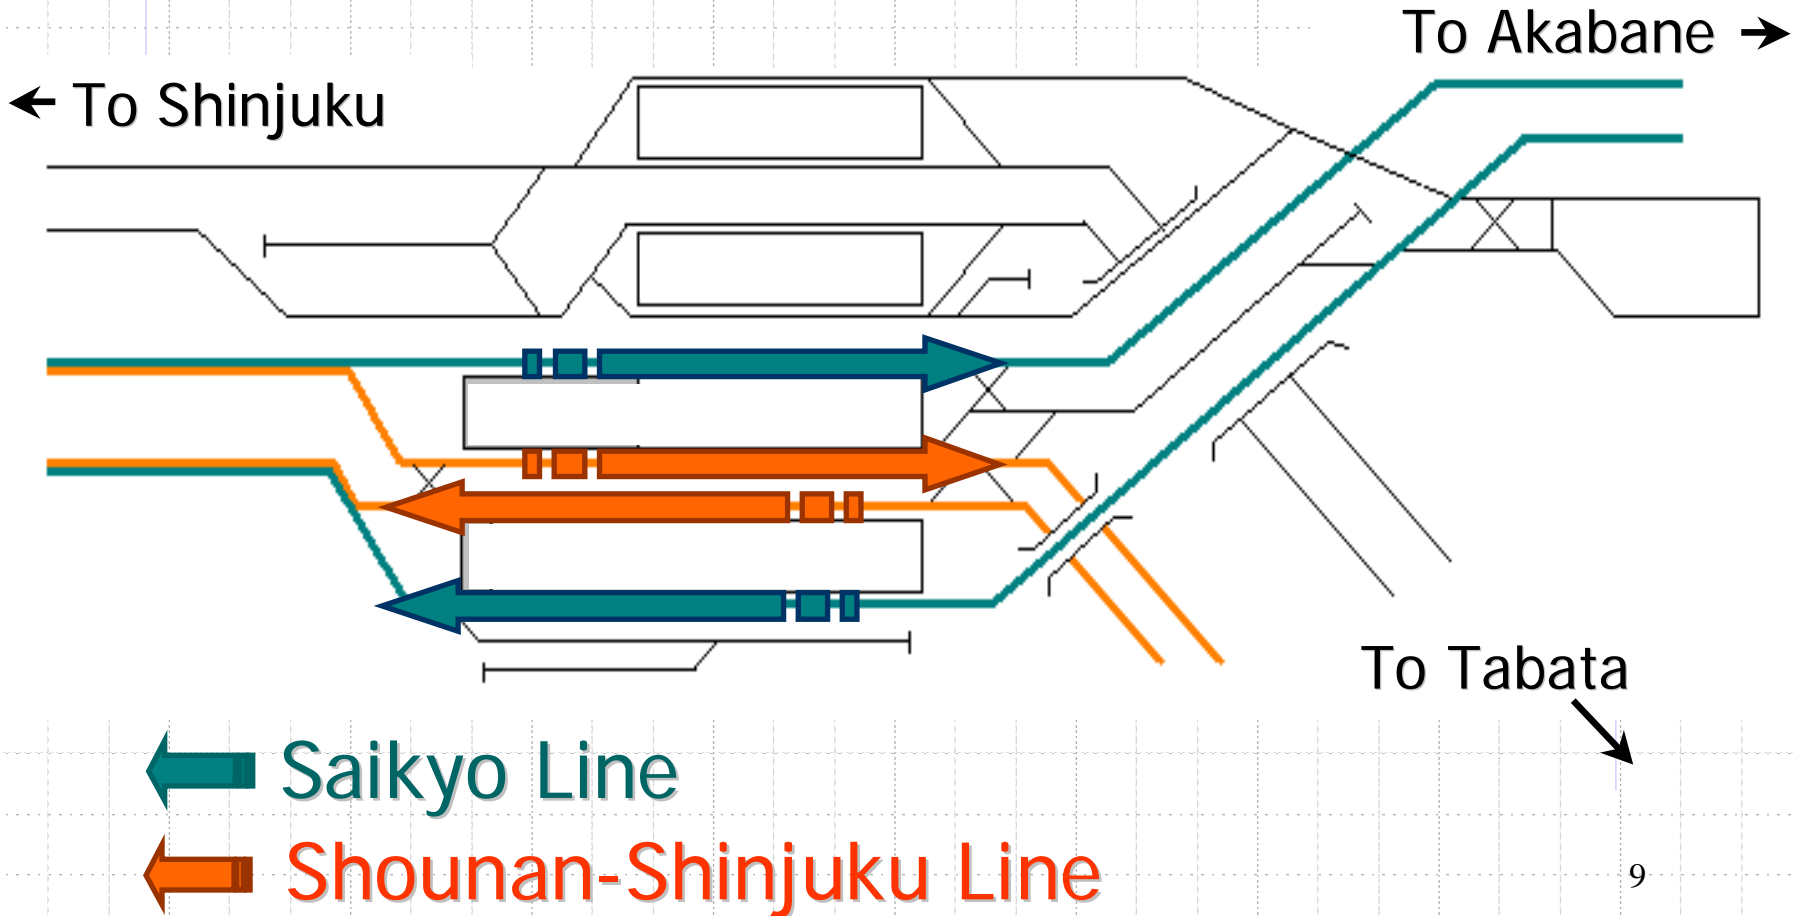 To Akabane
To Shinjuku
To Tabata
Saikyo Line
Shounan-Shinjuku Line
9